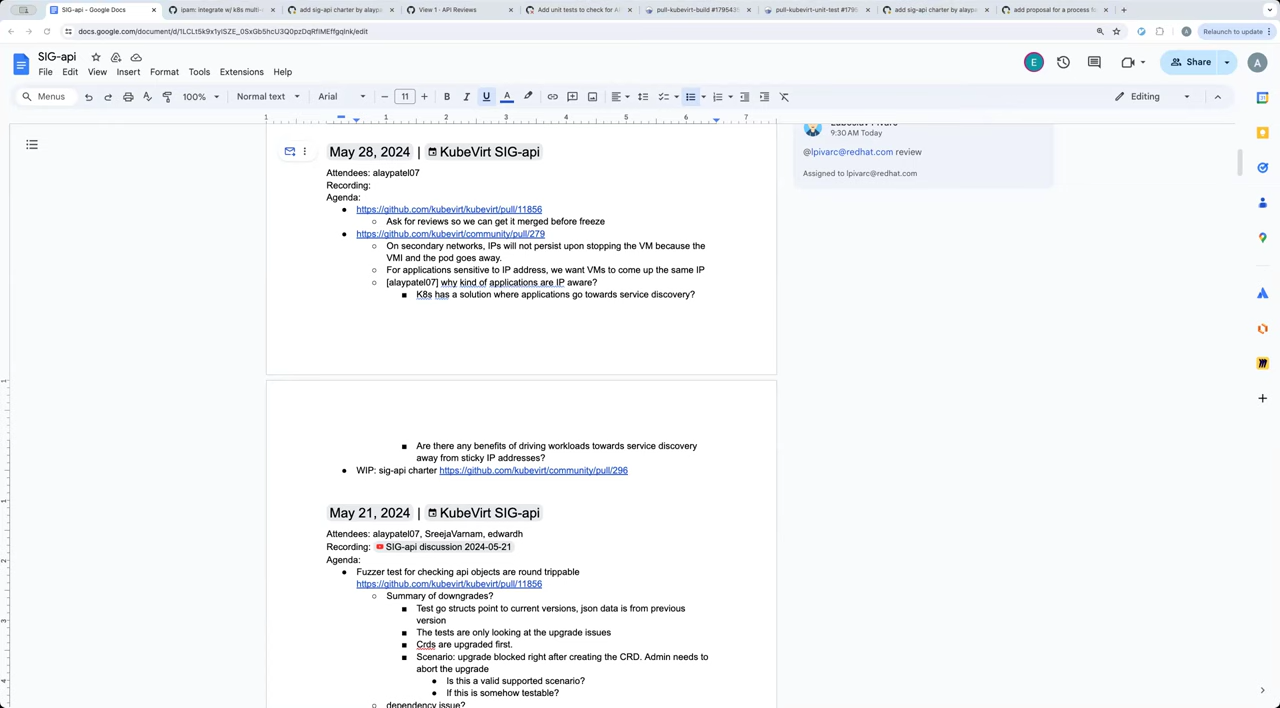 SIG-api - Google Docs
ipam: integrate w/ k8s multi-
add sig-api charter by alayp
View 1 · API Reviews
Add unit tests to check for A
pull-kubevirt-build #179543
pull-kubevirt-unit-test #1795
add sig-api charter by alayp
add proposal for a process fo
docs.google.com/document/d/1LCLt5k9x1ylSZE_0SxGb5hcU3Q0pzDqRfIMEffgqInk/edit
Relaunch to update
SIG-api
File Edit View Insert Format Tools Extensions Help
E
Share
A
Menus
100%
Normal text
Arial
11
B I U A
Editing
1 1 2 3 4 5 6 7
May 28, 2024 | KubeVirt SIG-api
Attendees: alaypatel07
Recording:
Agenda:
https://github.com/kubevirt/kubevirt/pull/11856
Ask for reviews so we can get it merged before freeze
https://github.com/kubevirt/community/pull/279
On secondary networks, IPs will not persist upon stopping the VM because the
VMI and the pod goes away.
For applications sensitive to IP address, we want VMs to come up the same IP
[alaypatel07] why kind of applications are IP aware?
K8s has a solution where applications go towards service discovery?
Are there any benefits of driving workloads towards service discovery
away from sticky IP addresses?
WIP: sig-api charter https://github.com/kubevirt/community/pull/296
May 21, 2024 | KubeVirt SIG-api
Attendees: alaypatel07, SreejaVarnam, edwardh
Recording: SIG-api discussion 2024-05-21
Agenda:
Fuzzer test for checking api objects are round trippable
https://github.com/kubevirt/kubevirt/pull/11856
Summary of downgrades?
Test go structs point to current versions, json data is from previous
version
The tests are only looking at the upgrade issues
Crds are upgraded first.
Scenario: upgrade blocked right after creating the CRD. Admin needs to
abort the upgrade
Is this a valid supported scenario?
If this is somehow testable?
dependency issue?
9:30 AM Today
@lpivarc@redhat.com review
Assigned to lpivarc@redhat.com